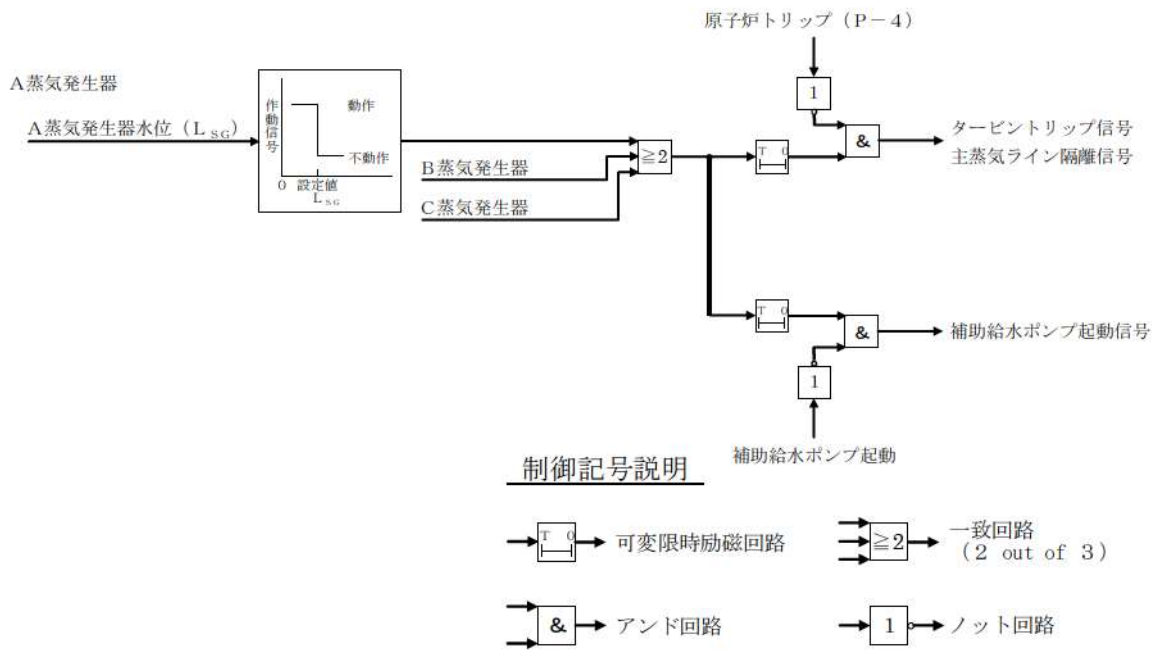 原子炉トリップ(P-4)
A蒸気発生器
A蒸気発生器水位(L SG)
作動信号
動作
不動作
0
設定値
L SG
B蒸気発生器
C蒸気発生器
≧2
1
T 0
&
タービントリップ信号
主蒸気ライン隔離信号
T 0
&
補助給水ポンプ起動信号
1
補助給水ポンプ起動
制御記号説明
T 0
可変限時励磁回路
≧2
一致回路
(2 out of 3)
&
アンド回路
1
ノット回路